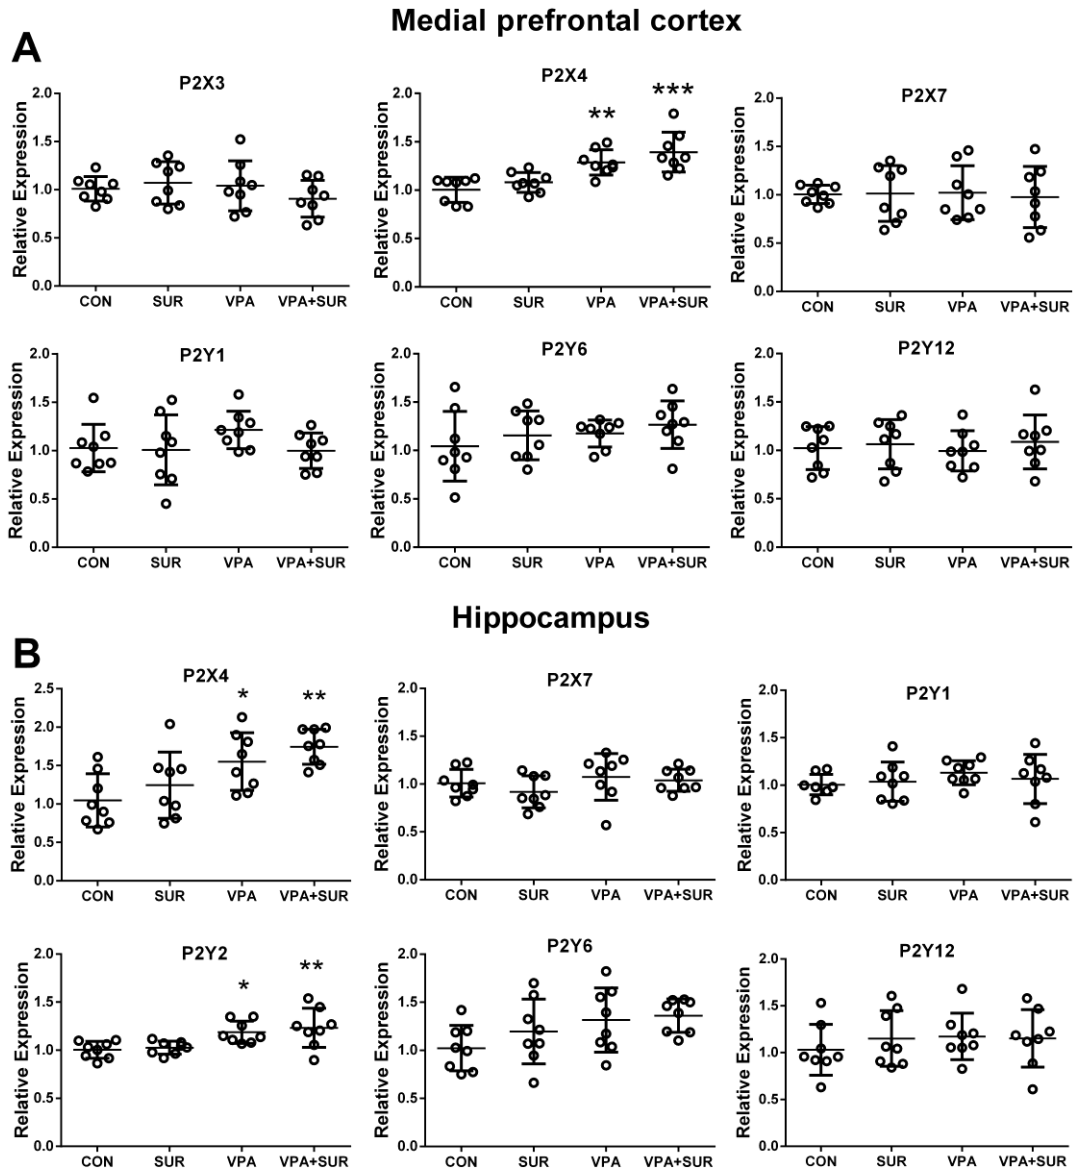 Medial prefrontal cortex
A
P2X3
Relative Expression
2.0
1.5
1.0
0.5
0.0
CON SUR VPA VPA+SUR
P2X4
** ***
Relative Expression
2.0
1.5
1.0
0.5
0.0
CON SUR VPA VPA+SUR
P2X7
Relative Expression
2.0
1.5
1.0
0.5
0.0
CON SUR VPA VPA+SUR
P2Y1
Relative Expression
2.0
1.5
1.0
0.5
0.0
CON SUR VPA VPA+SUR
P2Y6
Relative Expression
2.0
1.5
1.0
0.5
0.0
CON SUR VPA VPA+SUR
P2Y12
Relative Expression
2.0
1.5
1.0
0.5
0.0
CON SUR VPA VPA+SUR
Hippocampus
B
P2X4
* **
Relative Expression
2.5
2.0
1.5
1.0
0.5
0.0
CON SUR VPA VPA+SUR
P2X7
Relative Expression
2.0
1.5
1.0
0.5
0.0
CON SUR VPA VPA+SUR
P2Y1
Relative Expression
2.0
1.5
1.0
0.5
0.0
CON SUR VPA VPA+SUR
P2Y2
* **
Relative Expression
2.0
1.5
1.0
0.5
0.0
CON SUR VPA VPA+SUR
P2Y6
Relative Expression
2.0
1.5
1.0
0.5
0.0
CON SUR VPA VPA+SUR
P2Y12
Relative Expression
2.0
1.5
1.0
0.5
0.0
CON SUR VPA VPA+SUR